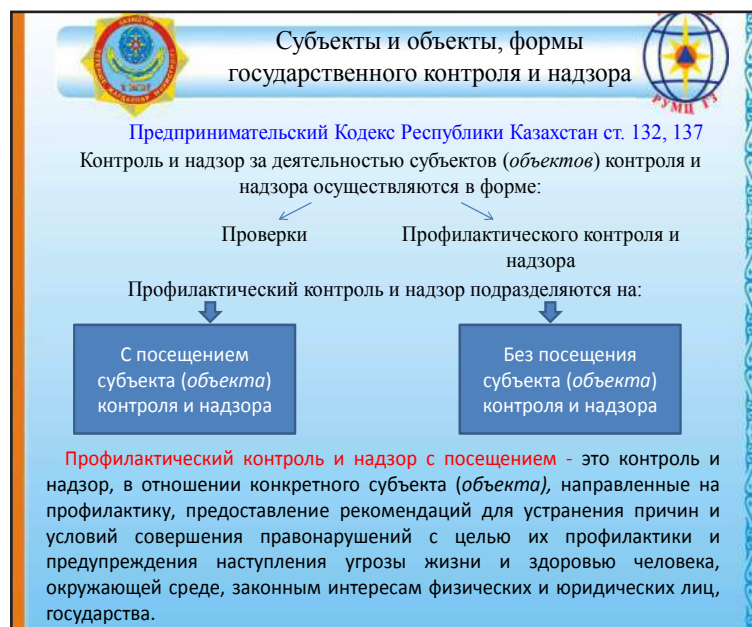 Субъекты и объекты, формы
государственного контроля и надзора
РУМЦ ГЗ
Предпринимательский Кодекс Республики Казахстан ст. 132, 137
Контроль и надзор за деятельностью субъектов (объектов) контроля и
надзора осуществляются в форме:
Проверки
Профилактического контроля и
надзора
Профилактический контроль и надзор подразделяются на:
С посещением
субъекта (объекта)
контроля и надзора
Без посещения
субъекта (объекта)
контроля и надзора
Профилактический контроль и надзор с посещением - это контроль и
надзор, в отношении конкретного субъекта (объекта), направленные на
профилактику, предоставление рекомендаций для устранения причин и
условий совершения правонарушений с целью их профилактики и
предупреждения наступления угрозы жизни и здоровью человека,
окружающей среде, законным интересам физических и юридических лиц,
государства.